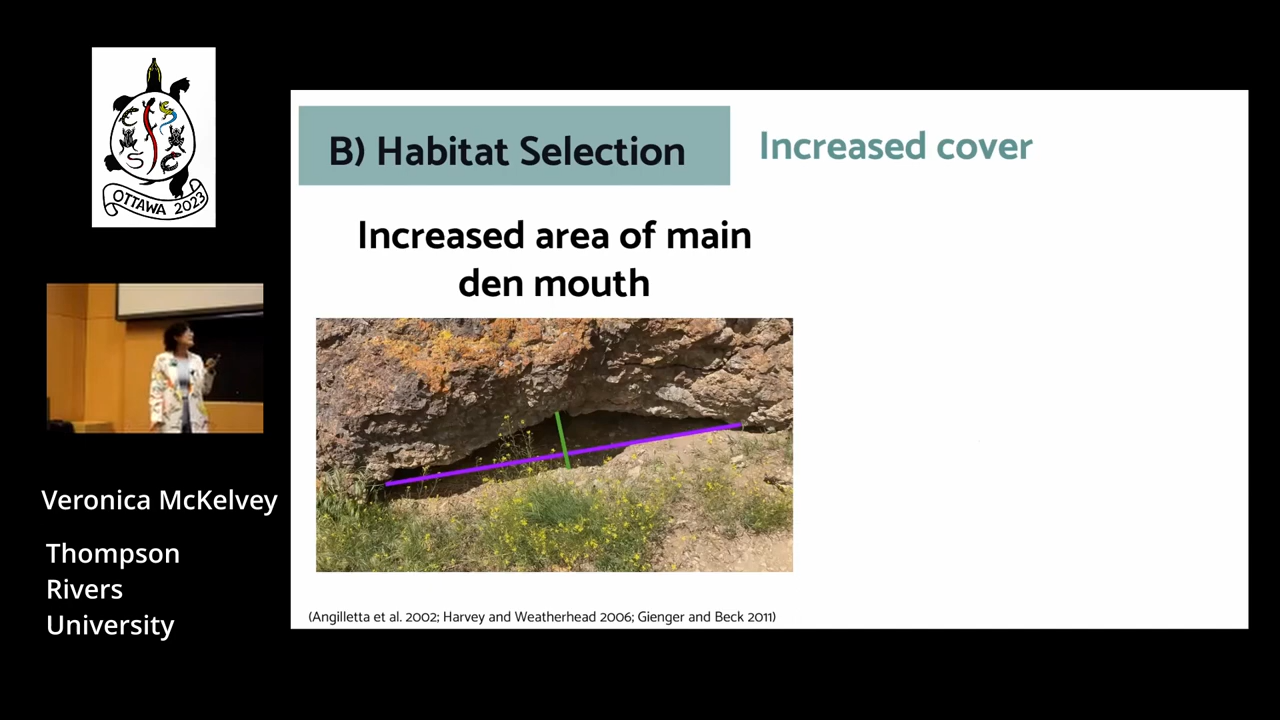 OTTAWA 2023
B) Habitat Selection
Increased cover
Increased area of main
den mouth
Veronica McKelvey
Thompson
Rivers
University
(Angilletta et al. 2002; Harvey and Weatherhead 2006; Gienger and Beck 2011)